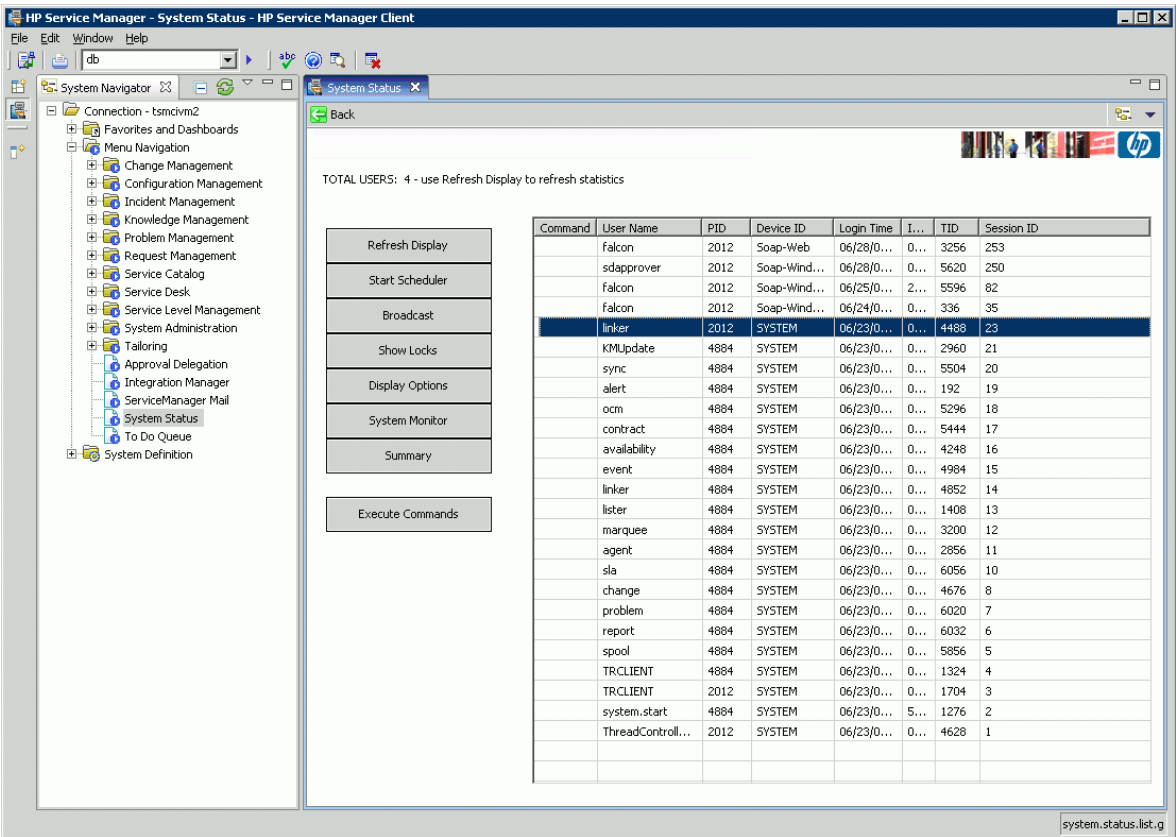 HP Service Manager - System Status - HP Service Manager Client
File Edit Window Help
db
abc
System Navigator
System Status
Connection - tsmcivm2
Favorites and Dashboards
Menu Navigation
Change Management
Configuration Management
Incident Management
Knowledge Management
Problem Management
Request Management
Service Catalog
Service Desk
Service Level Management
System Administration
Tailoring
Approval Delegation
Integration Manager
ServiceManager Mail
System Status
To Do Queue
System Definition
Back
hp
TOTAL USERS: 4 - use Refresh Display to refresh statistics
Refresh Display
Start Scheduler
Broadcast
Show Locks
Display Options
System Monitor
Summary
Execute Commands
Command User Name PID Device ID Login Time I... TID Session ID
falcon 2012 Soap-Web 06/28/0... 0... 3256 253
sdapprover 2012 Soap-Wind... 06/28/0... 0... 5620 250
falcon 2012 Soap-Wind... 06/25/0... 2... 5596 82
falcon 2012 Soap-Wind... 06/24/0... 0... 336 35
linker 2012 SYSTEM 06/23/0... 0... 4488 23
KMUpdate 4884 SYSTEM 06/23/0... 0... 2960 21
sync 4884 SYSTEM 06/23/0... 0... 5504 20
alert 4884 SYSTEM 06/23/0... 0... 192 19
ocm 4884 SYSTEM 06/23/0... 0... 5296 18
contract 4884 SYSTEM 06/23/0... 0... 5444 17
availability 4884 SYSTEM 06/23/0... 0... 4248 16
event 4884 SYSTEM 06/23/0... 0... 4984 15
linker 4884 SYSTEM 06/23/0... 0... 4852 14
lister 4884 SYSTEM 06/23/0... 0... 1408 13
marquee 4884 SYSTEM 06/23/0... 0... 3200 12
agent 4884 SYSTEM 06/23/0... 0... 2856 11
sla 4884 SYSTEM 06/23/0... 0... 6056 10
change 4884 SYSTEM 06/23/0... 0... 4676 8
problem 4884 SYSTEM 06/23/0... 0... 6020 7
report 4884 SYSTEM 06/23/0... 0... 6032 6
spool 4884 SYSTEM 06/23/0... 0... 5856 5
TRCLIENT 4884 SYSTEM 06/23/0... 0... 1324 4
TRCLIENT 2012 SYSTEM 06/23/0... 0... 1704 3
system.start 4884 SYSTEM 06/23/0... 5... 1276 2
ThreadControll... 2012 SYSTEM 06/23/0... 0... 4628 1
system.status.list.g